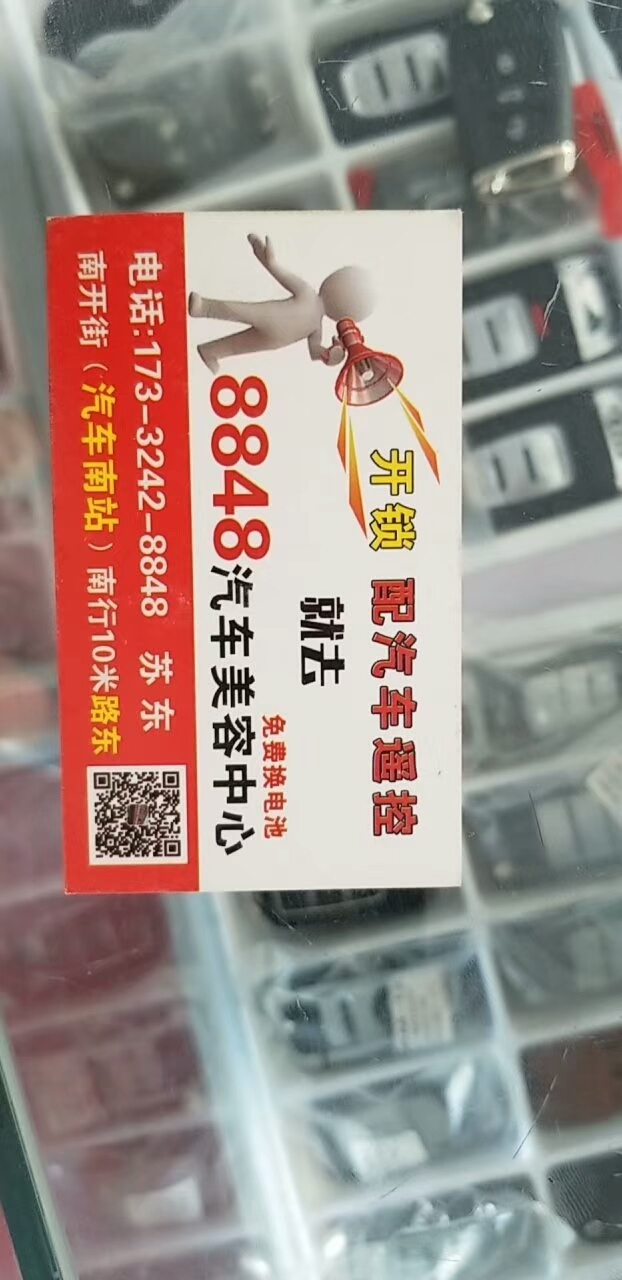 开锁 配汽车遥控
就去
免费换电池
8848汽车美容中心
电话:173-3242-8848 苏东
南开街（汽车南站）南行10米路东